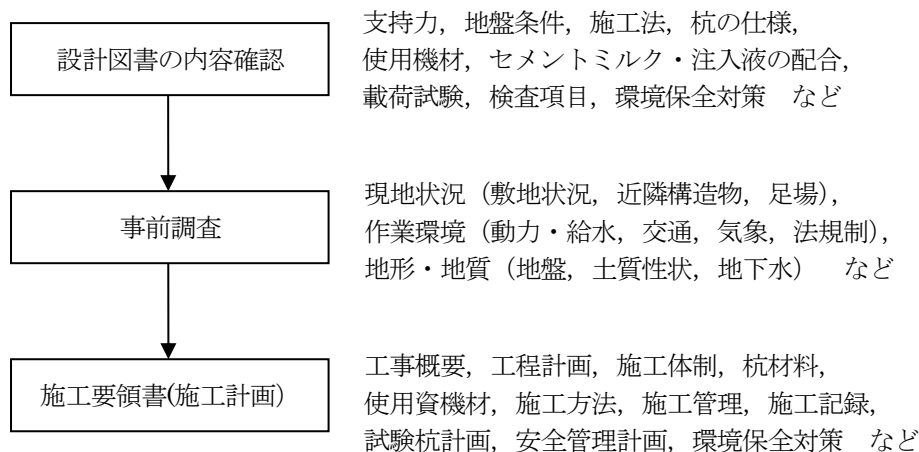 設計図書の内容確認
支持力，地盤条件，施工法，杭の仕様，
使用機材，セメントミルク・注入液の配合，
載荷試験，検査項目，環境保全対策　など
事前調査
現地状況（敷地状況，近隣構造物，足場），
作業環境（動力・給水，交通，気象，法規制），
地形・地質（地盤，土質性状，地下水）　など
施工要領書(施工計画）
工事概要，工程計画，施工体制，杭材料，
使用資機材，施工方法，施工管理，施工記録，
試験杭計画，安全管理計画，環境保全対策　など